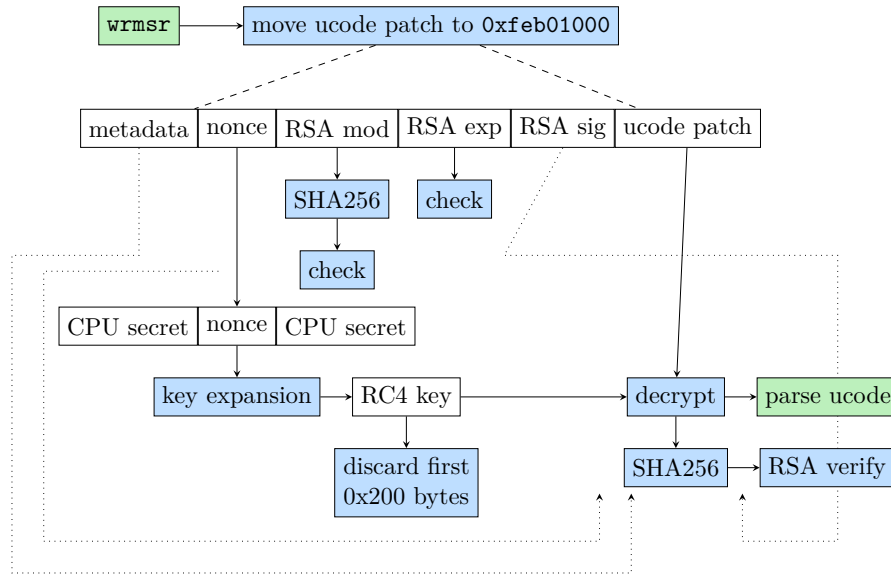 wrmsr
move ucode patch to 0xfeb01000
metadata
nonce
RSA mod
RSA exp
RSA sig
ucode patch
SHA256
check
check
CPU secret
nonce
CPU secret
key expansion
RC4 key
decrypt
parse ucode
discard first
0x200 bytes
SHA256
RSA verify